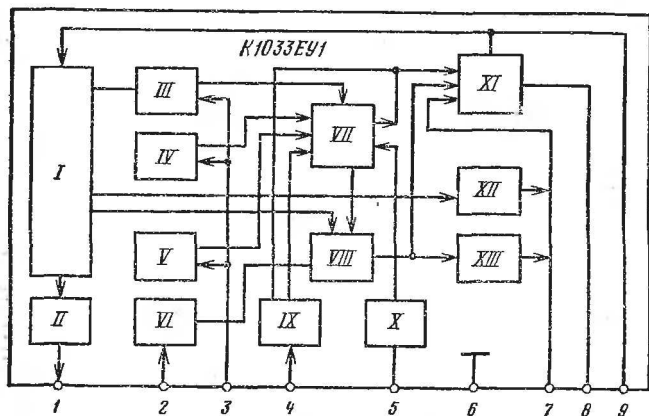 К1033ЕУ1
I
II
III
IV
V
VI
VII
VIII
IX
X
XI
XII
XIII
1 2 3 4 5 6 7 8 9